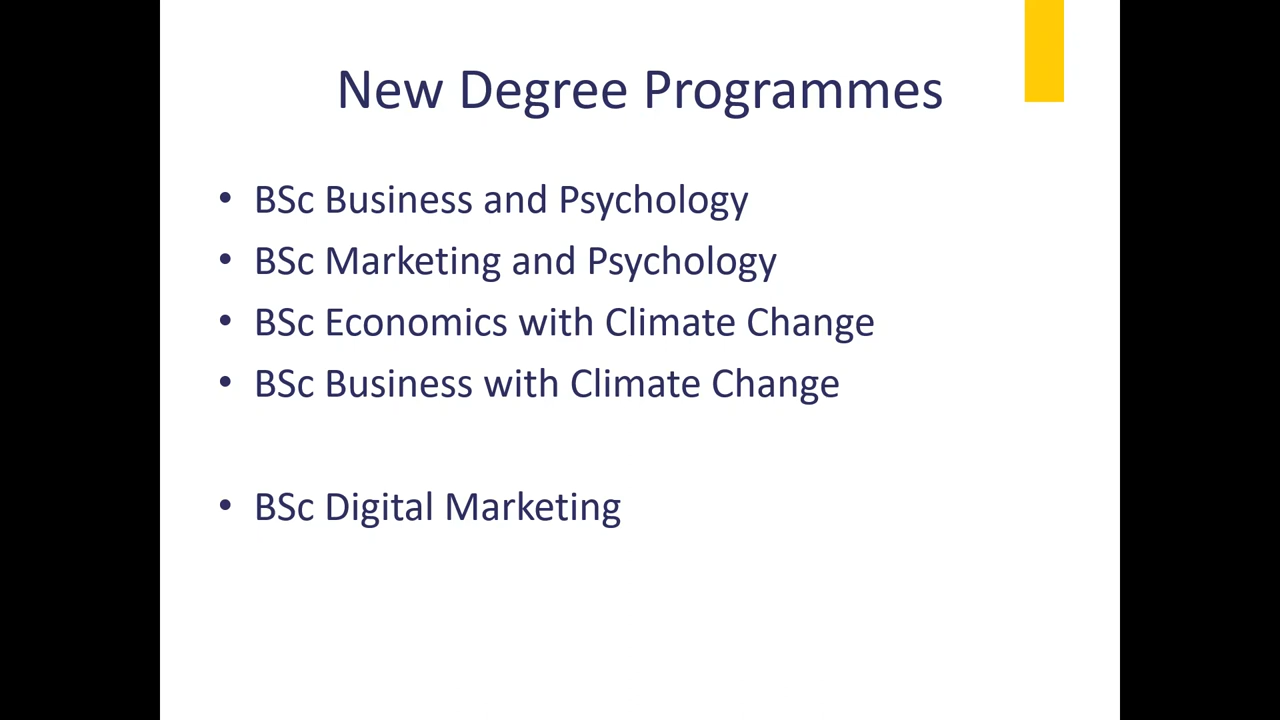 New Degree Programmes
• BSc Business and Psychology
• BSc Marketing and Psychology
• BSc Economics with Climate Change
• BSc Business with Climate Change
• BSc Digital Marketing